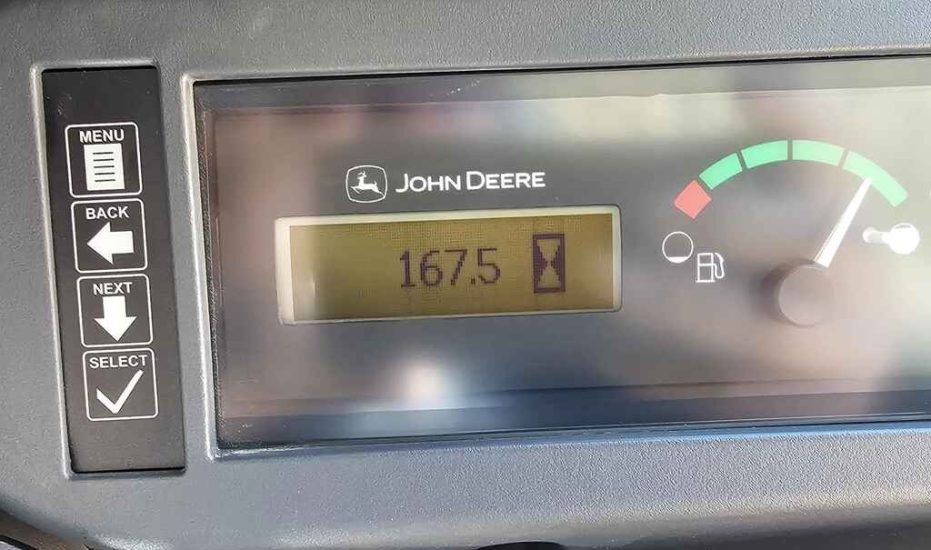 MENU
BACK
NEXT
SELECT
JOHN DEERE
167.5